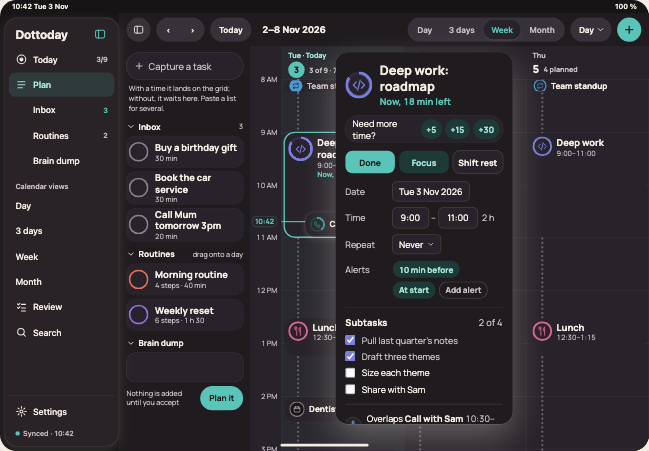 10:42 Tue 3 Nov
100 %
Dottoday
Today 3/9
Plan
Inbox 3
Routines 2
Brain dump
Calendar views
Day
3 days
Week
Month
Review
Search
Settings
Synced · 10:42
‹ › Today
2–8 Nov 2026
Day 3 days Week Month
Day
+
+ Capture a task
With a time it lands on the grid;
without, it waits here. Paste a list
for several.
Inbox 3
Buy a birthday gift
30 min
Book the car
service
30 min
Call Mum
tomorrow 3pm
20 min
Routines drag onto a day
Morning routine
4 steps · 40 min
Weekly reset
6 steps · 1 h 30
Brain dump
Nothing is added
until you accept
Plan it
Tue · Today
3 3 of 9 ·
Team st
8 AM
9 AM
10 AM
10:42
11 AM
12 PM
1 PM
2 PM
3 PM
Deep
road
9:00–
Now,
C
Lunch
12:30–
Dentis
Deep work:
roadmap
Now, 18 min left
Need more
time?
+5 +15 +30
Done Focus Shift rest
Date Tue 3 Nov 2026
Time 9:00 – 11:00 2 h
Repeat Never
Alerts 10 min before
At start Add alert
Subtasks 2 of 4
Pull last quarter's notes
Draft three themes
Size each theme
Share with Sam
Overlaps Call with Sam 10:30–
Thu
5 4 planned
Team standup
Deep work
9:00–11:00
Lunch
12:30–1:15